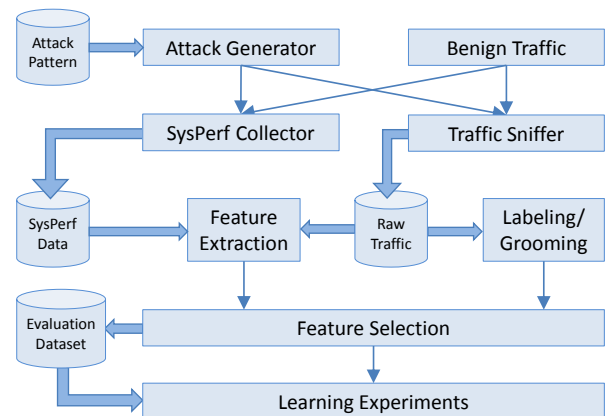 Attack
Pattern
Attack Generator
Benign Traffic
SysPerf Collector
Traffic Sniffer
SysPerf
Data
Feature
Extraction
Raw
Traffic
Labeling/
Grooming
Evaluation
Dataset
Feature Selection
Learning Experiments